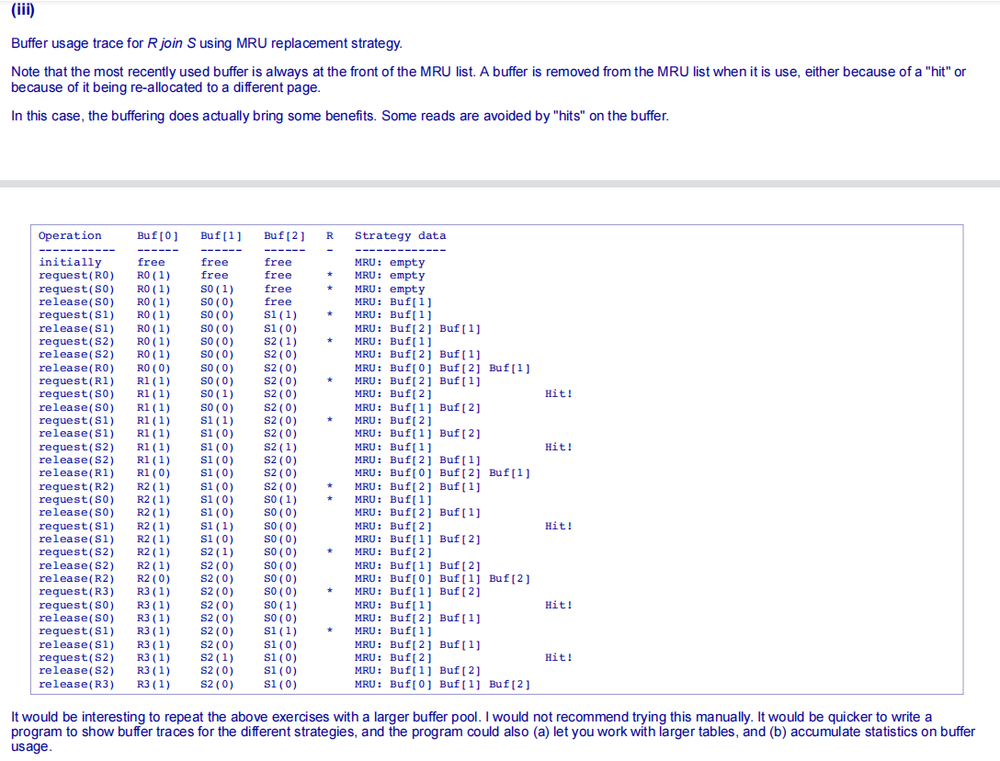 (iii)
Buffer usage trace for R join S using MRU replacement strategy.
Note that the most recently used buffer is always at the front of the MRU list. A buffer is removed from the MRU list when it is use, either because of a "hit" or
because of it being re-allocated to a different page.
In this case, the buffering does actually bring some benefits. Some reads are avoided by "hits" on the buffer.
Operation Buf[0] Buf[1] Buf[2] R Strategy data
----------- ------ ------ ------ - -------------
initially free free free MRU: empty
request(R0) R0(1) free free * MRU: empty
request(S0) R0(1) S0(1) free * MRU: empty
release(S0) R0(1) S0(0) free MRU: Buf[1]
request(S1) R0(1) S0(0) S1(1) * MRU: Buf[1]
release(S1) R0(1) S0(0) S1(0) MRU: Buf[2] Buf[1]
request(S2) R0(1) S0(0) S2(1) * MRU: Buf[1]
release(S2) R0(1) S0(0) S2(0) MRU: Buf[2] Buf[1]
release(R0) R0(0) S0(0) S2(0) MRU: Buf[0] Buf[2] Buf[1]
request(R1) R1(1) S0(0) S2(0) * MRU: Buf[2] Buf[1]
request(S0) R1(1) S0(1) S2(0) MRU: Buf[2] Hit!
release(S0) R1(1) S0(0) S2(0) MRU: Buf[1] Buf[2]
request(S1) R1(1) S1(1) S2(0) * MRU: Buf[2]
release(S1) R1(1) S1(0) S2(0) MRU: Buf[1] Buf[2]
request(S2) R1(1) S1(0) S2(1) MRU: Buf[1] Hit!
release(S2) R1(1) S1(0) S2(0) MRU: Buf[2] Buf[1]
release(R1) R1(0) S1(0) S2(0) MRU: Buf[0] Buf[2] Buf[1]
request(R2) R2(1) S1(0) S2(0) * MRU: Buf[2] Buf[1]
request(S0) R2(1) S1(0) S0(1) * MRU: Buf[1]
release(S0) R2(1) S1(0) S0(0) MRU: Buf[2] Buf[1]
request(S1) R2(1) S1(1) S0(0) MRU: Buf[2] Hit!
release(S1) R2(1) S1(0) S0(0) MRU: Buf[1] Buf[2]
request(S2) R2(1) S2(1) S0(0) * MRU: Buf[2]
release(S2) R2(1) S2(0) S0(0) MRU: Buf[1] Buf[2]
release(R2) R2(0) S2(0) S0(0) MRU: Buf[0] Buf[1] Buf[2]
request(R3) R3(1) S2(0) S0(0) * MRU: Buf[1] Buf[2]
request(S0) R3(1) S2(0) S0(1) MRU: Buf[1] Hit!
release(S0) R3(1) S2(0) S0(0) MRU: Buf[2] Buf[1]
request(S1) R3(1) S2(0) S1(1) * MRU: Buf[1]
release(S1) R3(1) S2(0) S1(0) MRU: Buf[2] Buf[1]
request(S2) R3(1) S2(1) S1(0) MRU: Buf[2] Hit!
release(S2) R3(1) S2(0) S1(0) MRU: Buf[1] Buf[2]
release(R3) R3(1) S2(0) S1(0) MRU: Buf[0] Buf[1] Buf[2]
It would be interesting to repeat the above exercises with a larger buffer pool. I would not recommend trying this manually. It would be quicker to write a
program to show buffer traces for the different strategies, and the program could also (a) let you work with larger tables, and (b) accumulate statistics on buffer
usage.